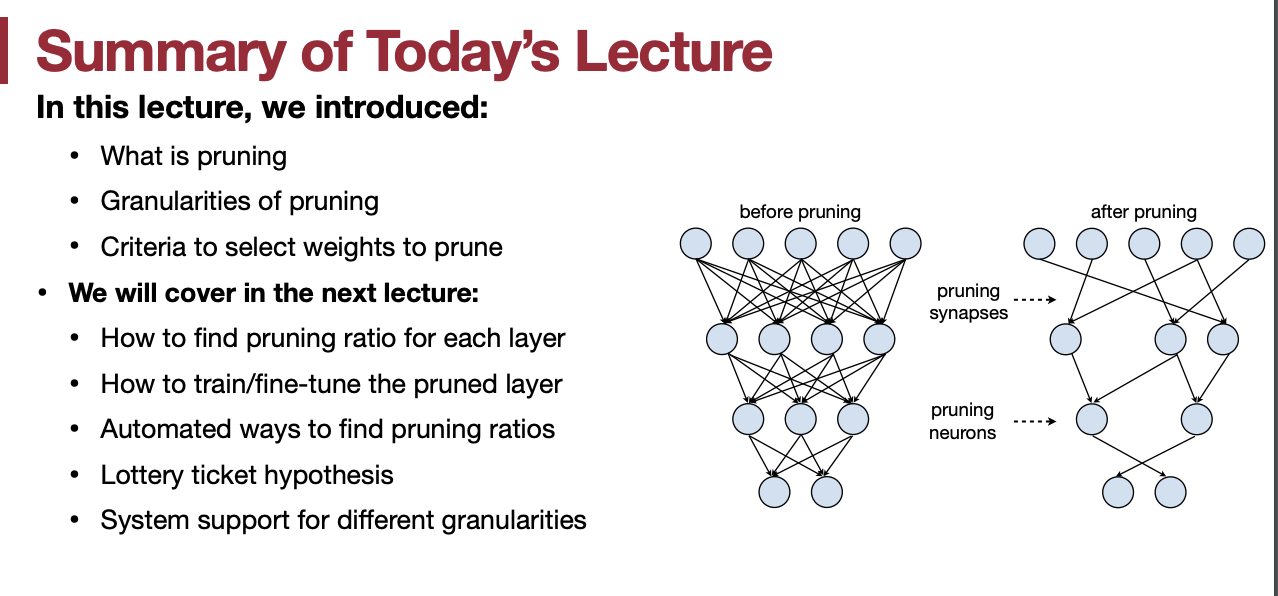 Summary of Today's Lecture
In this lecture, we introduced:
• What is pruning
• Granularities of pruning
• Criteria to select weights to prune
• We will cover in the next lecture:
• How to find pruning ratio for each layer
• How to train/fine-tune the pruned layer
• Automated ways to find pruning ratios
• Lottery ticket hypothesis
• System support for different granularities
before pruning
after pruning
pruning
synapses
pruning
neurons